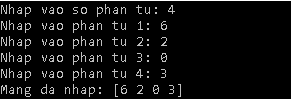 Nhap vao so phan tu: 4
Nhap vao phan tu 1: 6
Nhap vao phan tu 2: 2
Nhap vao phan tu 3: 0
Nhap vao phan tu 4: 3
Mang da nhap: [6 2 0 3]